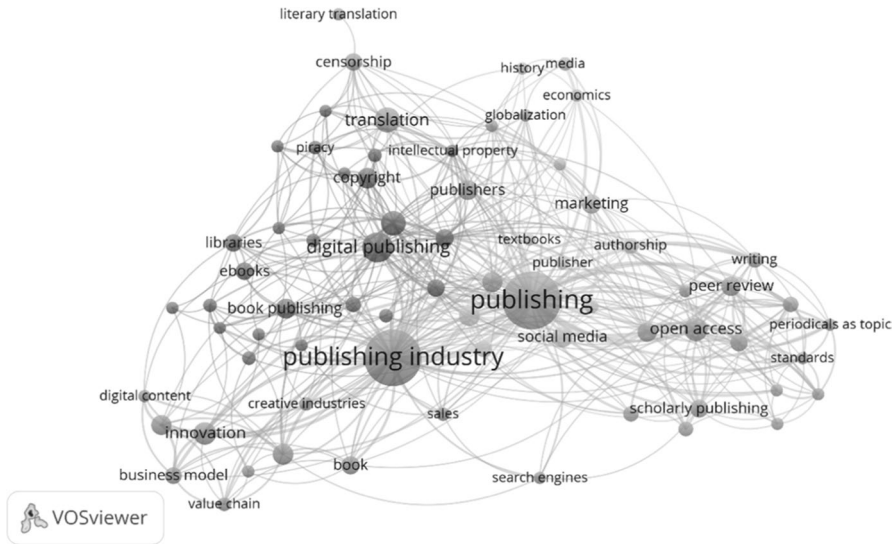 literary translation
censorship
history
media
economics
translation
globalization
piracy
intellectual property
copyright
publishers
marketing
libraries
digital publishing
textbooks
authorship
ebooks
publisher
writing
book publishing
publishing
peer review
social media
open access
periodicals as topic
publishing industry
standards
digital content
creative industries
sales
scholarly publishing
innovation
business model
book
search engines
value chain
VOSviewer